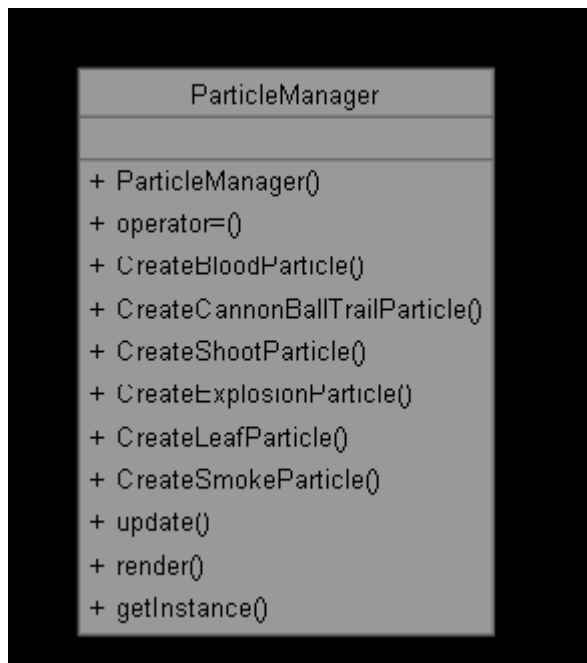 ParticleManager
+ ParticleManager()
+ operator=()
+ CreateBloodParticle()
+ CreateCannonBallTrailParticle()
+ CreateShootParticle()
+ CreateExplosionParticle()
+ CreateLeafParticle()
+ CreateSmokeParticle()
+ update()
+ render()
+ getInstance()